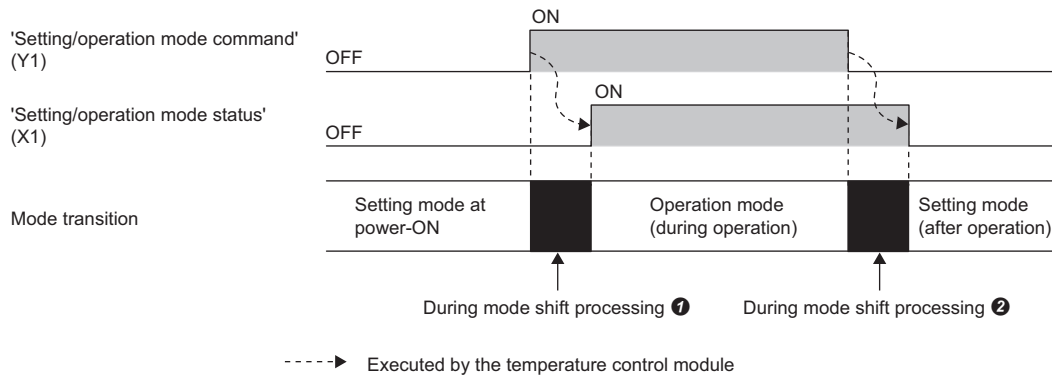 ON
'Setting/operation mode command'
(Y1)
OFF
ON
'Setting/operation mode status'
(X1)
OFF
Mode transition
Setting mode at
power-ON
Operation mode
(during operation)
Setting mode
(after operation)
During mode shift processing ❶
During mode shift processing ❷
Executed by the temperature control module